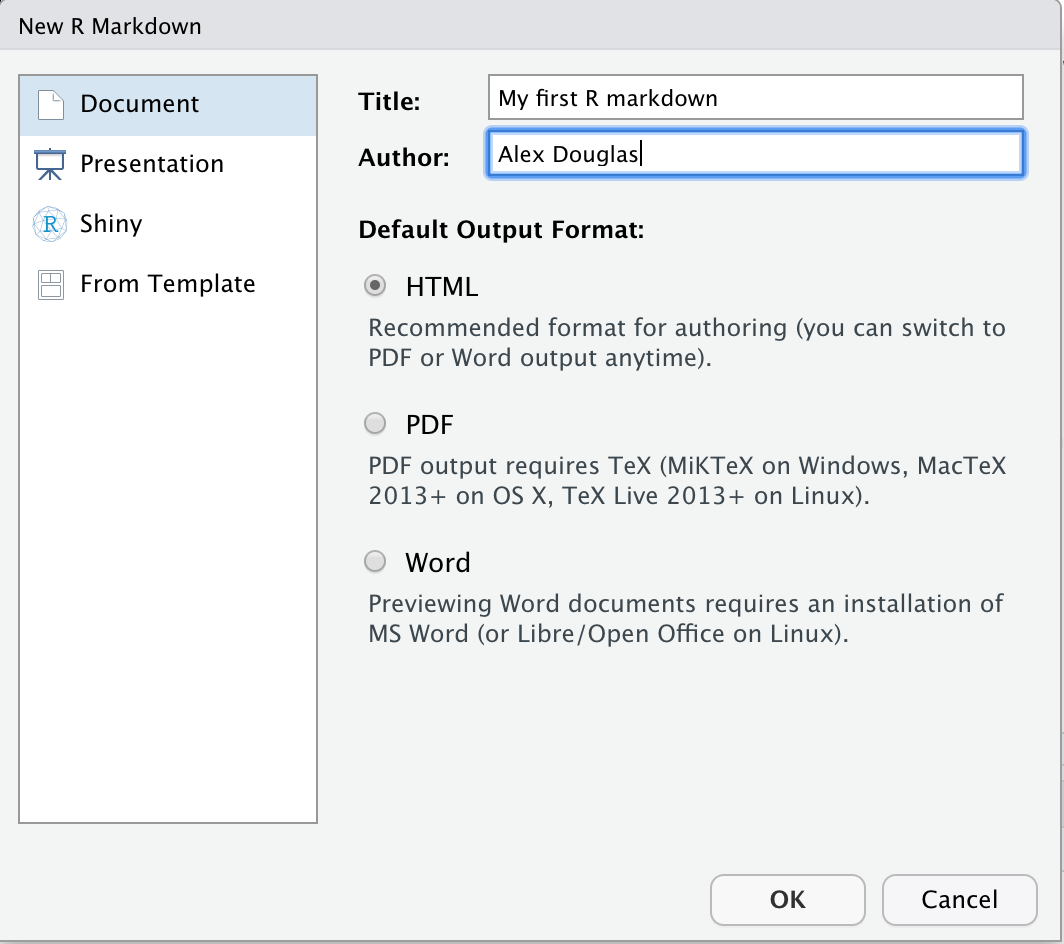 New R Markdown
Document
Presentation
R
Shiny
From Template
Title:
My first R markdown
Author:
Alex Douglas
Default Output Format:
HTML
Recommended format for authoring (you can switch to
PDF or Word output anytime).
PDF
PDF output requires TeX (MiKTeX on Windows, MacTeX
2013+ on OS X, TeX Live 2013+ on Linux).
Word
Previewing Word documents requires an installation of
MS Word (or Libre/Open Office on Linux).
OK
Cancel